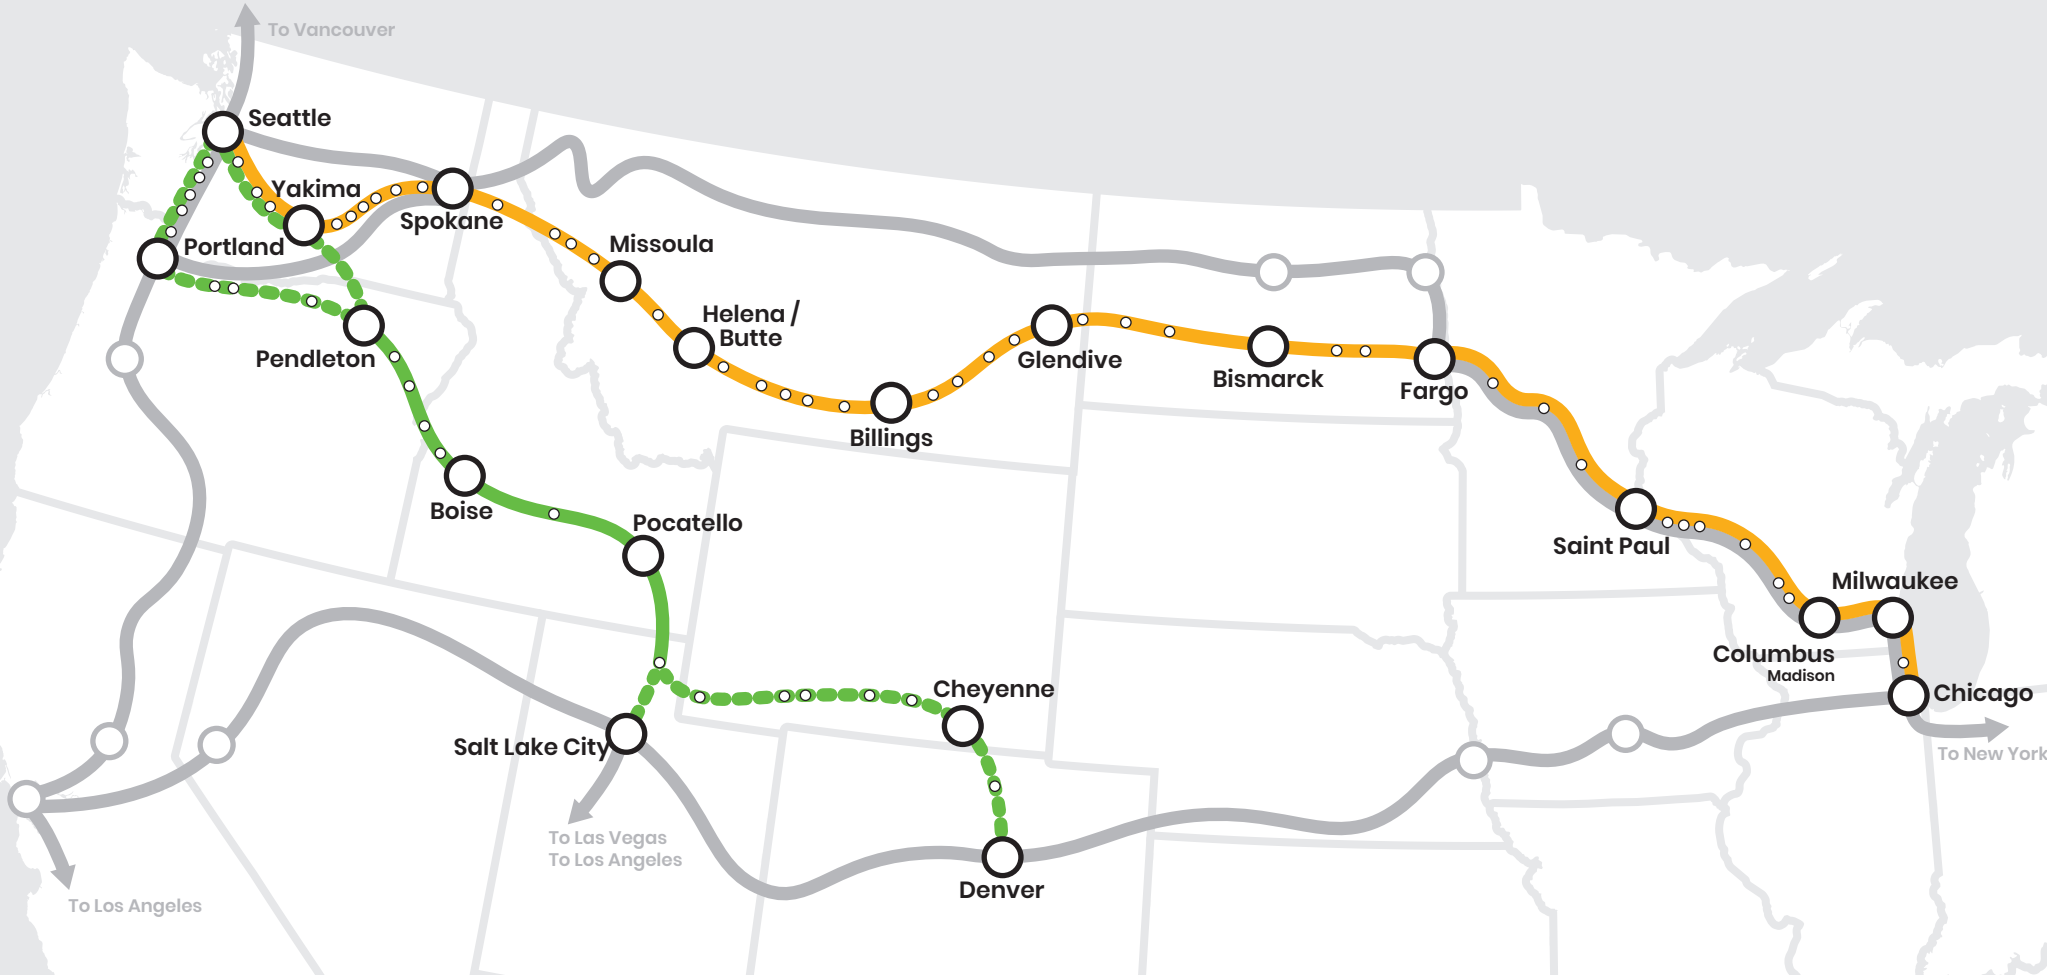 To Vancouver
Seattle
Yakima
Spokane
Portland
Missoula
Helena /
Butte
Glendive
Pendleton
Bismarck
Fargo
Billings
Boise
Pocatello
Saint Paul
Milwaukee
Columbus
Madison
Chicago
Cheyenne
Salt Lake City
To New York
To Las Vegas
To Los Angeles
Denver
To Los Angeles